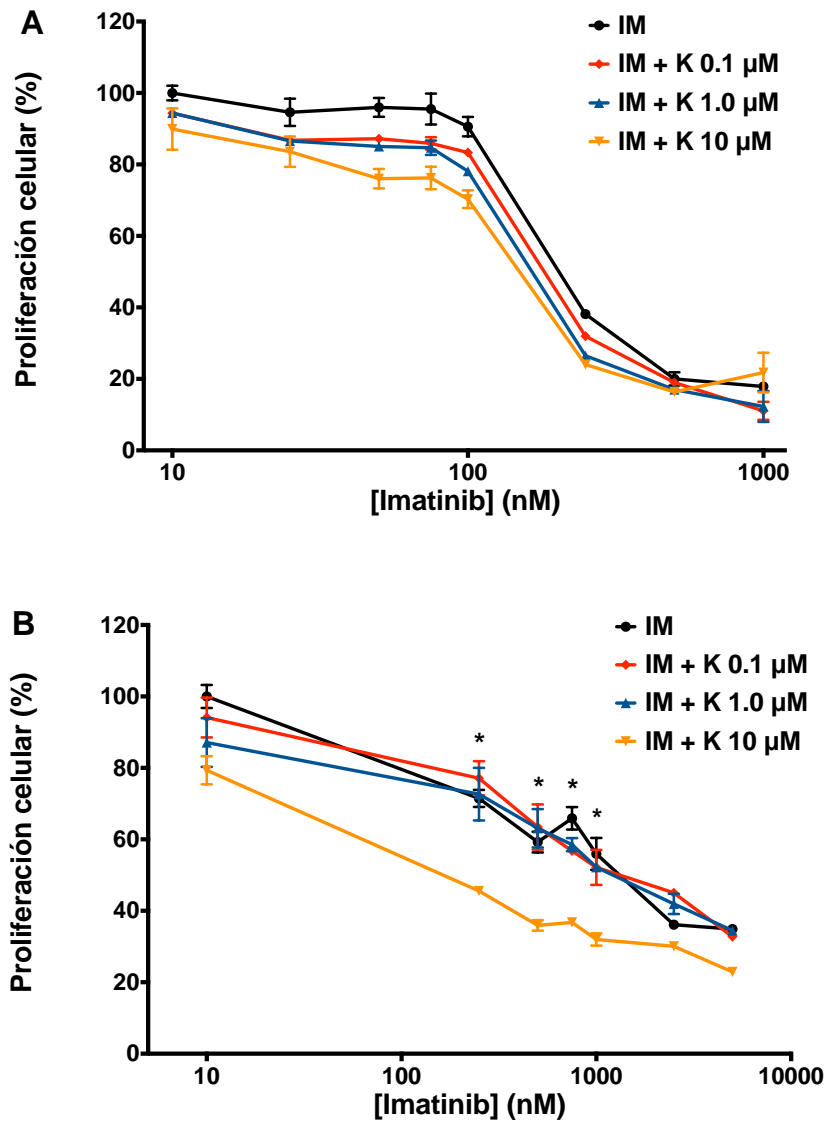 A
Proliferación celular (%)
120
100
80
60
40
20
0
10
100
1000
[Imatinib] (nM)
IM
IM + K 0.1 µM
IM + K 1.0 µM
IM + K 10 µM
B
Proliferación celular (%)
120
100
80
60
40
20
0
10
100
1000
10000
[Imatinib] (nM)
IM
IM + K 0.1 µM
IM + K 1.0 µM
IM + K 10 µM
* * * *